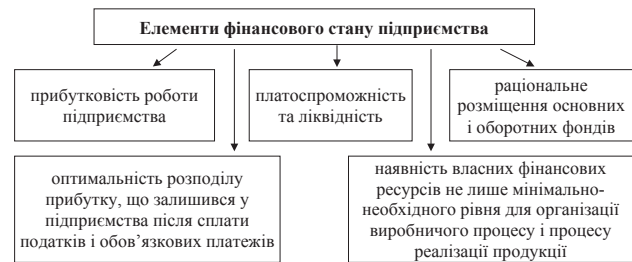 Елементи фінансового стану підприємства
прибутковість роботи
підприємства
платоспроможність
та ліквідність
раціональне
розміщення основних
і оборотних фондів
оптимальність розподілу
прибутку, що залишився у
підприємства після сплати
податків і обов’язкових платежів
наявність власних фінансових
ресурсів не лише мінімально-
необхідного рівня для організації
виробничого процесу і процесу
реалізації продукції